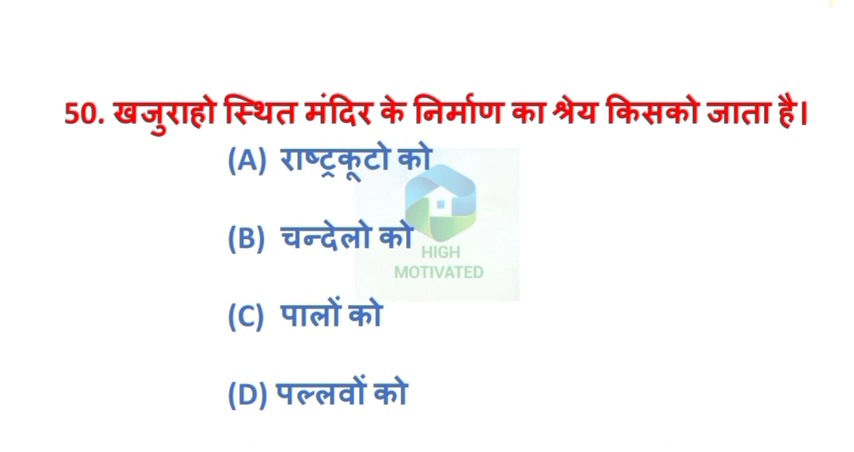 50. खजुराहो स्थित मंदिर के निर्माण का श्रेय किसको जाता है।
(A) राष्ट्रकूटो को
(B) चन्देलो को
HIGH
MOTIVATED
(C) पालों को
(D) पल्लवों को